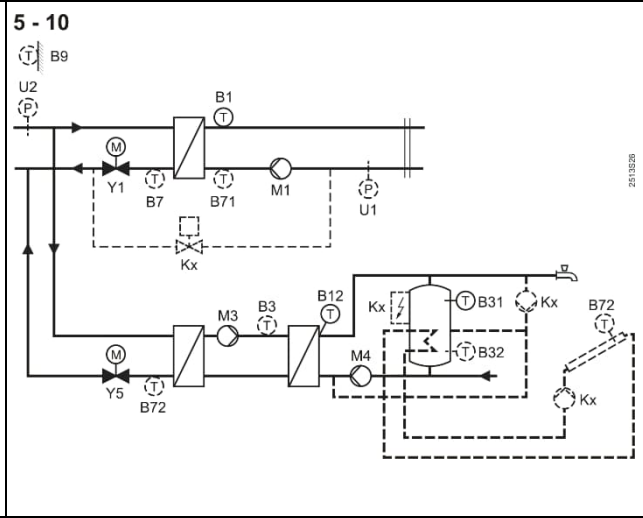 5 - 10
T B9
U2
P
B1
T
M
Y1
T
B7
T
B71
M1
P
U1
2513S26
Kx
B12
T
Kx
T B31
Kx
B72
T
M3
B3
T
M4
T B32
Kx
M
Y5
T
B72